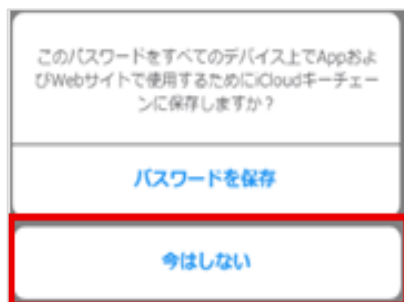 このパスワードをすべてのデバイス上でAppおよ
びWebサイトで使用するためにiCloudキーチェー
ンに保存しますか？
パスワードを保存
今はしない